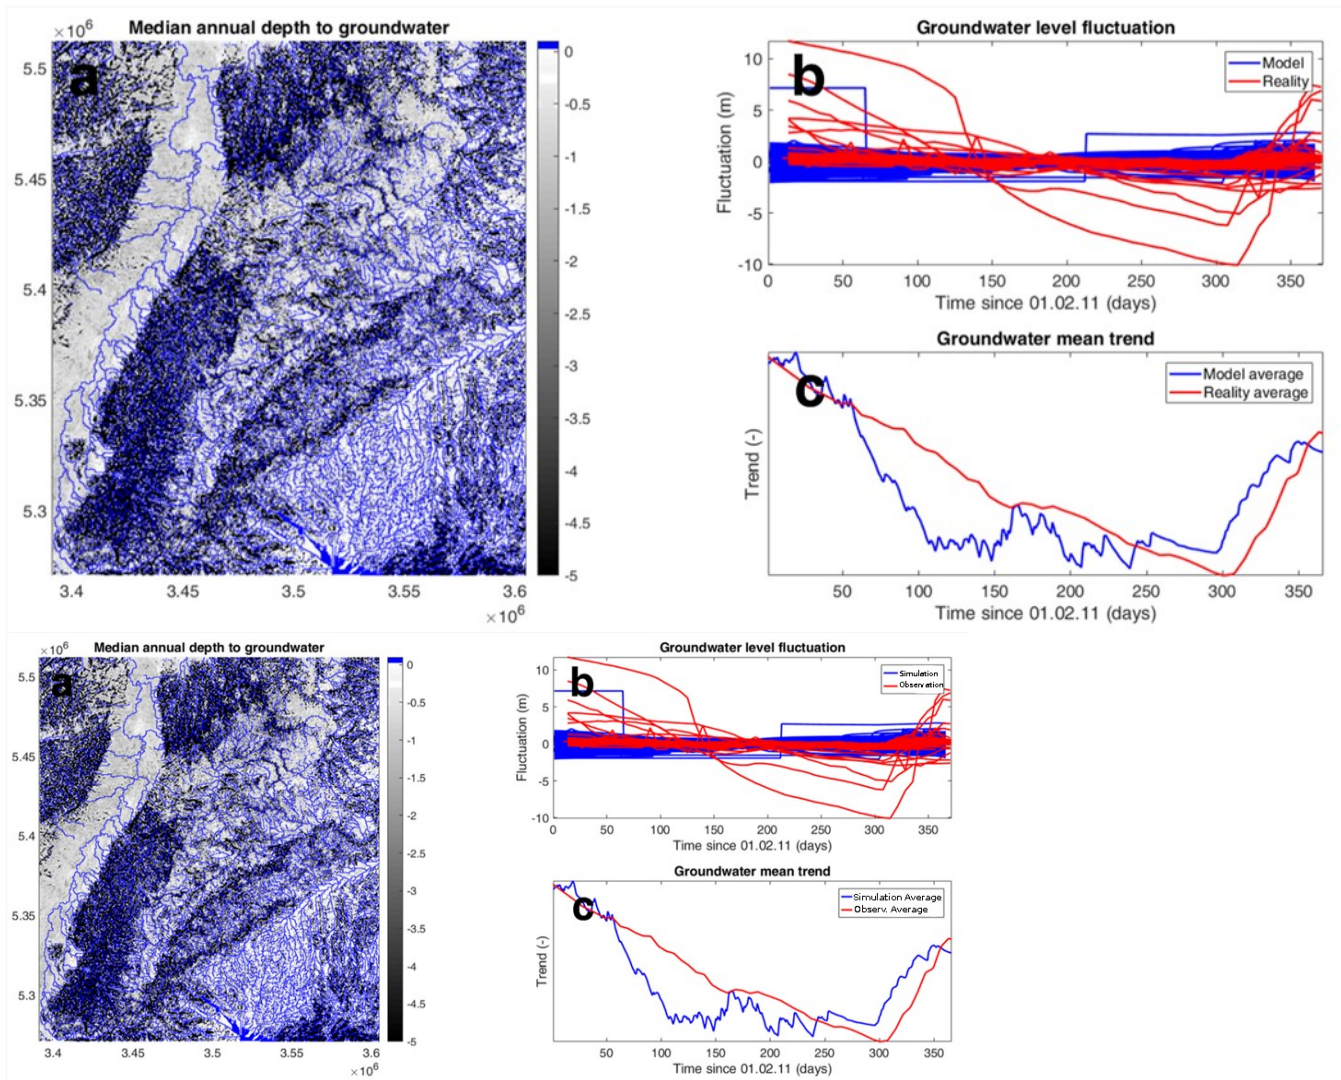 Median annual depth to groundwater
×10⁶
a
5.5
5.45
5.4
5.35
5.3
3.4 3.45 3.5 3.55 3.6
×10⁶
0
-0.5
-1
-1.5
-2
-2.5
-3
-3.5
-4
-4.5
-5
Groundwater level fluctuation
b
Model
Reality
Fluctuation (m)
10
5
0
-5
-10
0 50 100 150 200 250 300 350
Time since 01.02.11 (days)
Groundwater mean trend
c
Model average
Reality average
Trend (-)
50 100 150 200 250 300 350
Time since 01.02.11 (days)
Median annual depth to groundwater
×10⁶
a
5.5
5.45
5.4
5.35
5.3
3.4 3.45 3.5 3.55 3.6
×10⁶
0
-0.5
-1
-1.5
-2
-2.5
-3
-3.5
-4
-4.5
-5
Groundwater level fluctuation
b
Simulation
Observation
Fluctuation (m)
10
5
0
-5
-10
0 50 100 150 200 250 300 350
Time since 01.02.11 (days)
Groundwater mean trend
c
Simulation Average
Observ. Average
Trend (-)
50 100 150 200 250 300 350
Time since 01.02.11 (days)